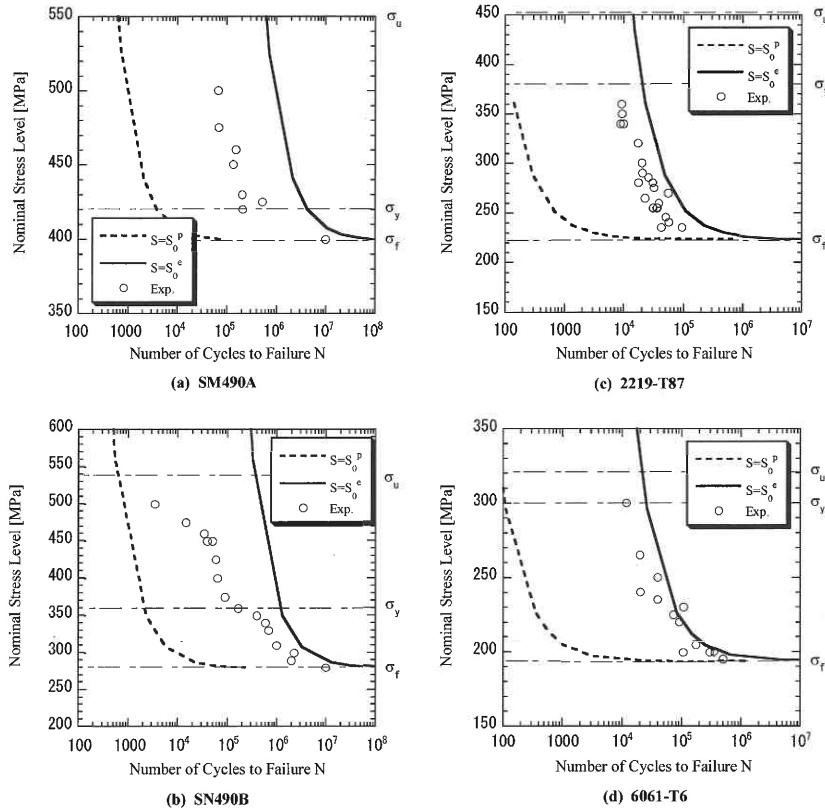 550
500
450
400
350
Nominal Stress Level [MPa]
S=S₀ᵖ
S=S₀ᵉ
Exp.
σu
σy
σf
100 1000 10⁴ 10⁵ 10⁶ 10⁷ 10⁸
Number of Cycles to Failure N
(a) SM490A
450
400
350
300
250
200
150
Nominal Stress Level [MPa]
S=S₀ᵖ
S=S₀ᵉ
Exp.
σu
σf
100 1000 10⁴ 10⁵ 10⁶ 10⁷
Number of Cycles to Failure N
(c) 2219-T87
600
550
500
450
400
350
300
250
200
Nominal Stress Level [MPa]
S=S₀ᵖ
S=S₀ᵉ
Exp.
σu
σy
σf
100 1000 10⁴ 10⁵ 10⁶ 10⁷ 10⁸
Number of Cycles to Failure N
(b) SN490B
350
300
250
200
150
Nominal Stress Level [MPa]
S=S₀ᵖ
S=S₀ᵉ
Exp.
σu
σy
σf
100 1000 10⁴ 10⁵ 10⁶ 10⁷
Number of Cycles to Failure N
(d) 6061-T6